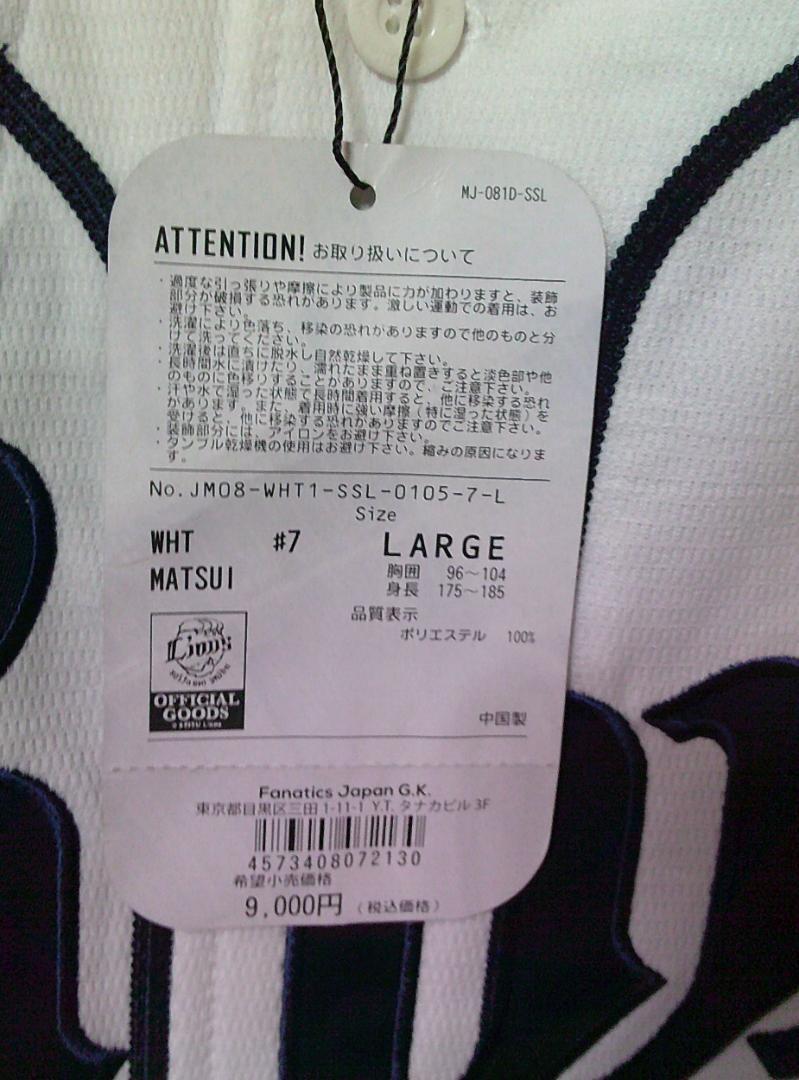 MJ-081D-SSL
ATTENTION! お取り扱いについて
・過度な引っ張りや摩擦により製品に力が加わりますと、装飾
部分が破損する恐れがあります。激しい運動での着用は、お
避け下さい。
・洗濯により色落ち、移染の恐れがありますので他のものと分
けて洗ってください。
・洗濯後は直ちに脱水し自然乾燥して下さい。
・長時間水に漬けたり、濡れたまま重ね置きすると淡色部や他
のものに色移りすることがありますので、ご注意下さい。
・汗や水で湿った状態で長時間着用すると、他に移染する恐れ
があります。また、着用時に強い摩擦（特に湿った状態）を
受けると、他に移染する恐れがありますのでご注意下さい。
・装飾部分には、アイロンをお避け下さい。
・タンブル乾燥機の使用はお避け下さい。縮みの原因になりま
す。
No.JM08-WHT1-SSL-0105-7-L
Size
WHT #7 LARGE
MATSUI 胸囲 96～104
身長 175～185
品質表示
ポリエステル 100%
Lions
OFFICIAL
GOODS
中国製
Fanatics Japan G.K.
東京都目黒区三田 1-11-1 Y.T. タナカビル 3F
4573408072130
希望小売価格
9,000円 （税込価格）